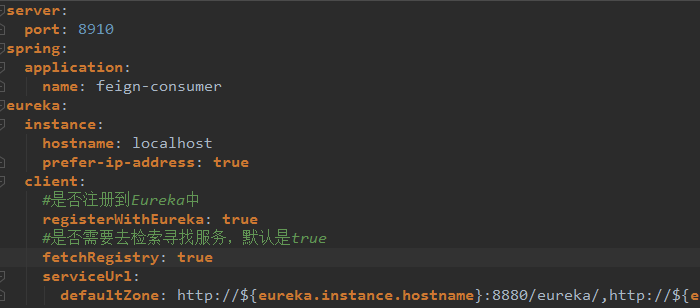 server:
  port: 8910
spring:
  application:
    name: feign-consumer
eureka:
  instance:
    hostname: localhost
    prefer-ip-address: true
  client:
    #是否注册到Eureka中
    registerWithEureka: true
    #是否需要去检索寻找服务，默认是true
    fetchRegistry: true
    serviceUrl:
      defaultZone: http://${eureka.instance.hostname}:8880/eureka/,http://${e